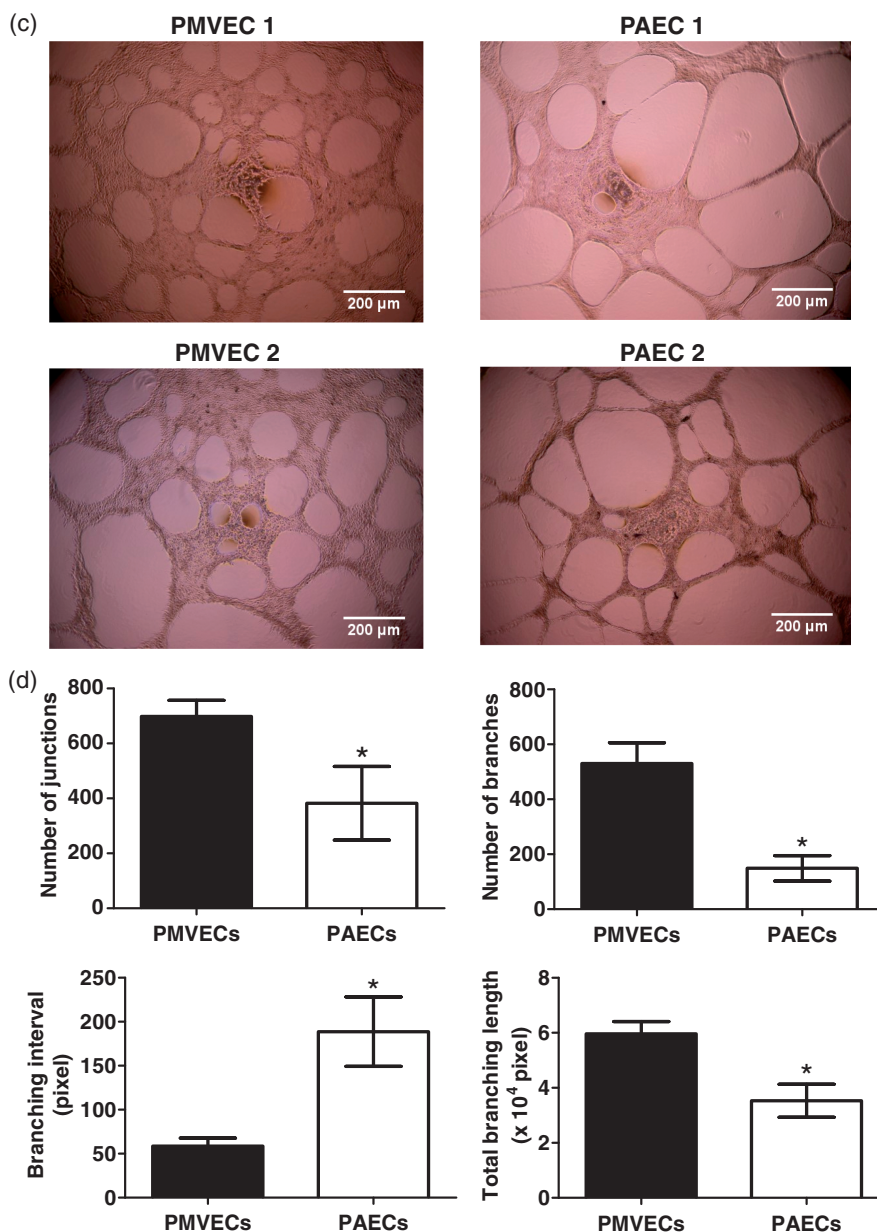 (c)
PMVEC 1
PAEC 1
200 μm
200 μm
PMVEC 2
PAEC 2
200 μm
200 μm
(d)
Number of junctions
800
600
400
200
0
*
PMVECs
PAECs
Number of branches
800
600
400
200
0
*
PMVECs
PAECs
Branching interval
(pixel)
250
200
150
100
50
0
*
PMVECs
PAECs
Total branching length
(x 10⁴ pixel)
8
6
4
2
0
*
PMVECs
PAECs